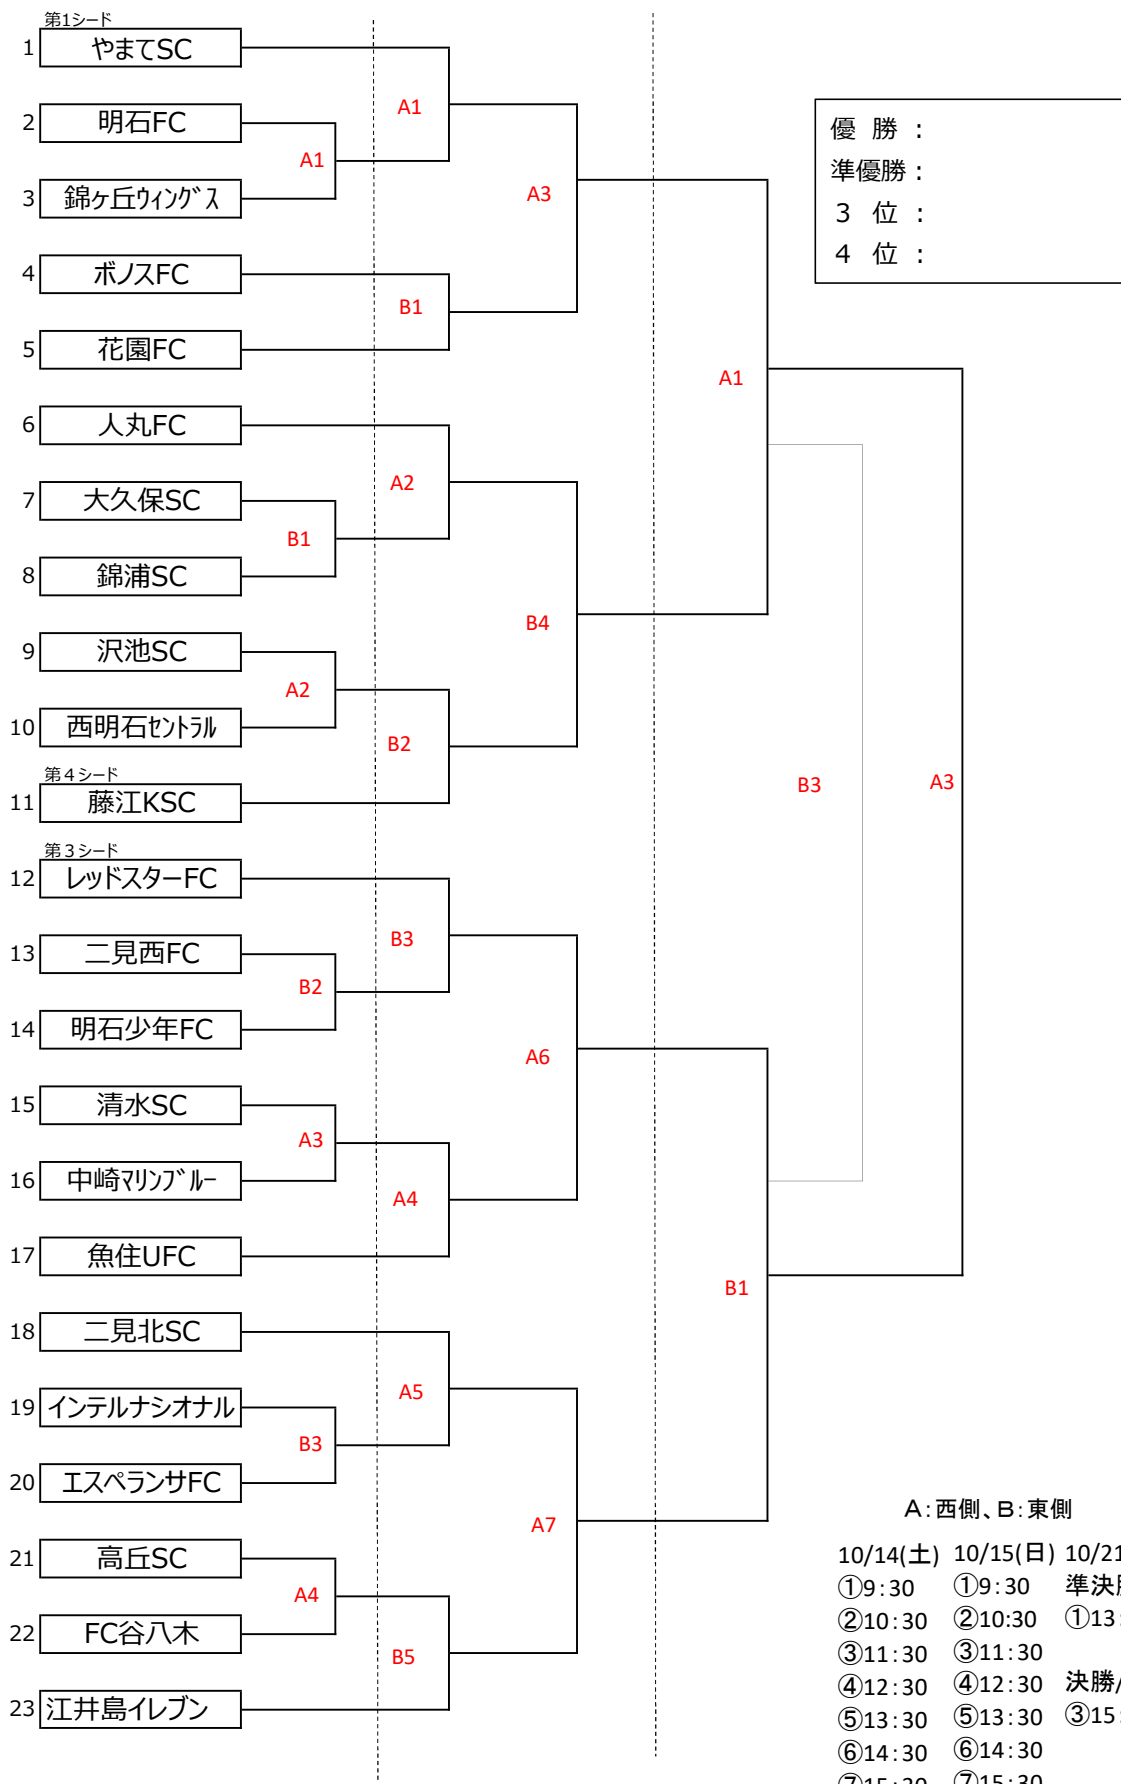 第1シード
1 やまてSC
2 明石FC
3 錦ヶ丘ｳｨﾝｸﾞｽ
4 ボノスFC
5 花園FC
6 人丸FC
7 大久保SC
8 錦浦SC
9 沢池SC
10 西明石ｾﾝﾄﾗﾙ
第４シード
11 藤江KSC
第３シード
12 レッドスターFC
13 二見西FC
14 明石少年FC
15 清水SC
16 中崎ﾏﾘﾝﾌﾞﾙｰ
17 魚住UFC
18 二見北SC
19 インテルナシオナル
20 エスペランサFC
21 高丘SC
22 FC谷八木
23 江井島イレブン
A1
B1
A2
B2
A3
B3
A4
A1
B1
A2
B2
B3
A4
A5
B5
A3
B4
A6
A7
A1
B1
B3
A3
優　勝　：
準優勝：
３　位　：
４　位　：
A：西側、B：東側
10/14(土) 10/15(日) 10/21
①9：30 ①9：30 準決
②10：30 ②10:30 ①13
③11：30 ③11：30
④12：30 ④12：30 決勝/
⑤13：30 ⑤13：30 ③15
⑥14：30 ⑥14：30
⑦15：30 ⑦15：30